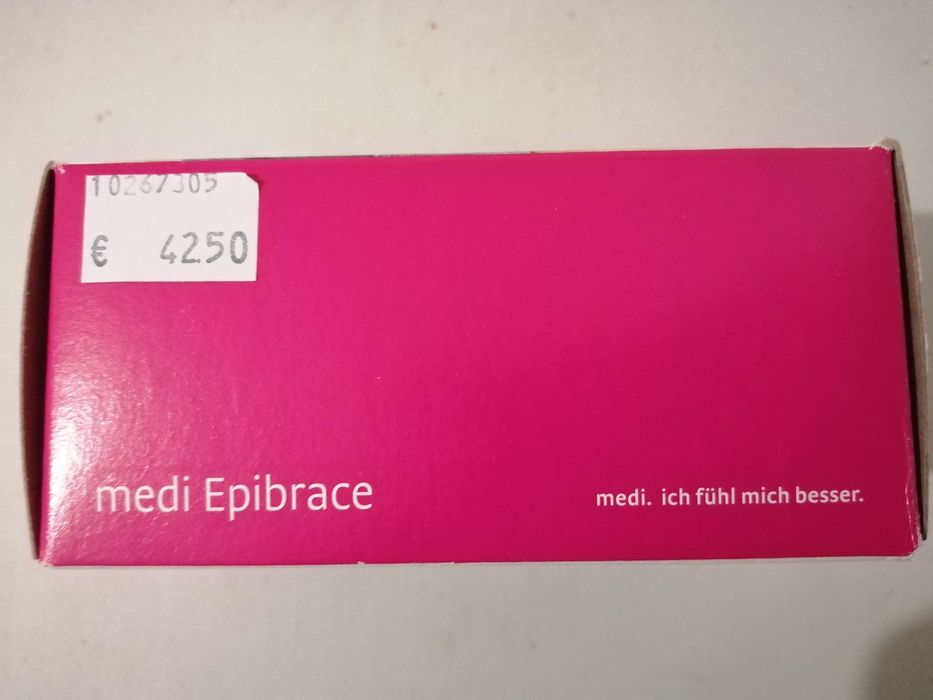 10267305
€ 4250
medi Epibrace
medi. ich fühl mich besser.